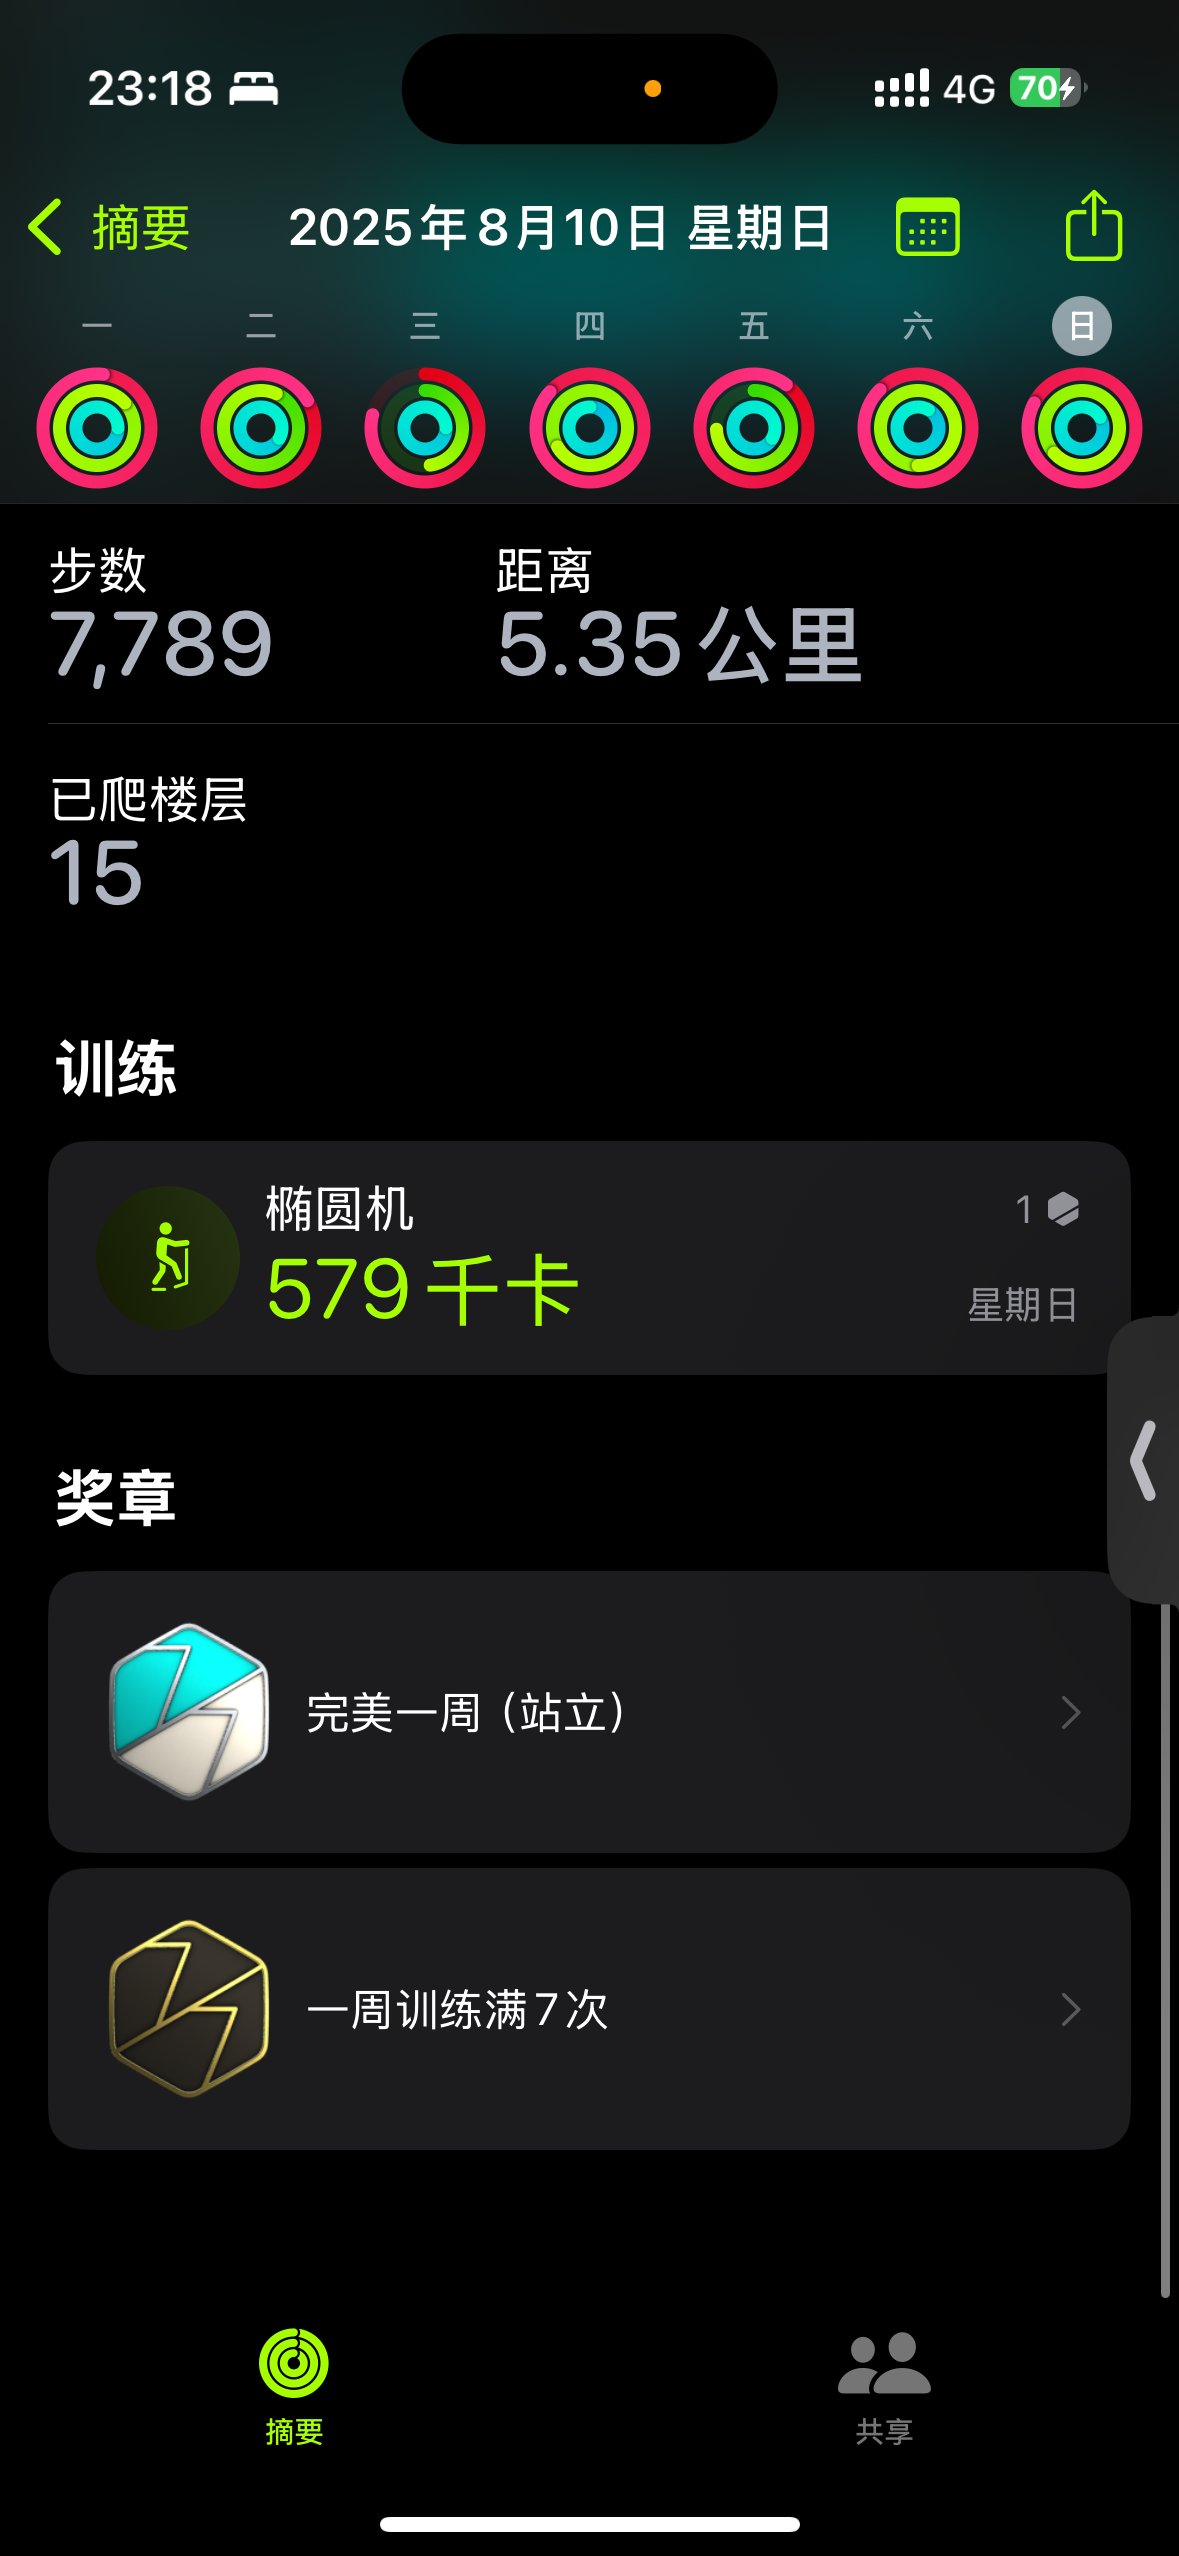 23:18 4G 70
摘要 2025年8月10日 星期日
一 二 三 四 五 六 日
步数 距离
7,789 5.35公里
已爬楼层
15
训练
椭圆机 1
579千卡 星期日
奖章
完美一周（站立）
一周训练满7次
摘要 共享